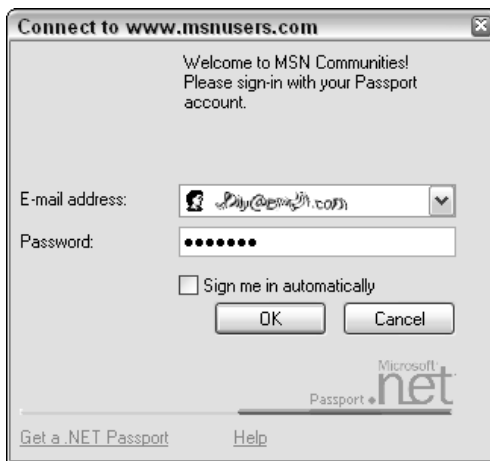 Connect to www.msnusers.com
Welcome to MSN Communities!
Please sign-in with your Passport
account.
E-mail address:
Password: •••••••
Sign me in automatically
OK Cancel
Microsoft
Passport .net
Get a .NET Passport Help